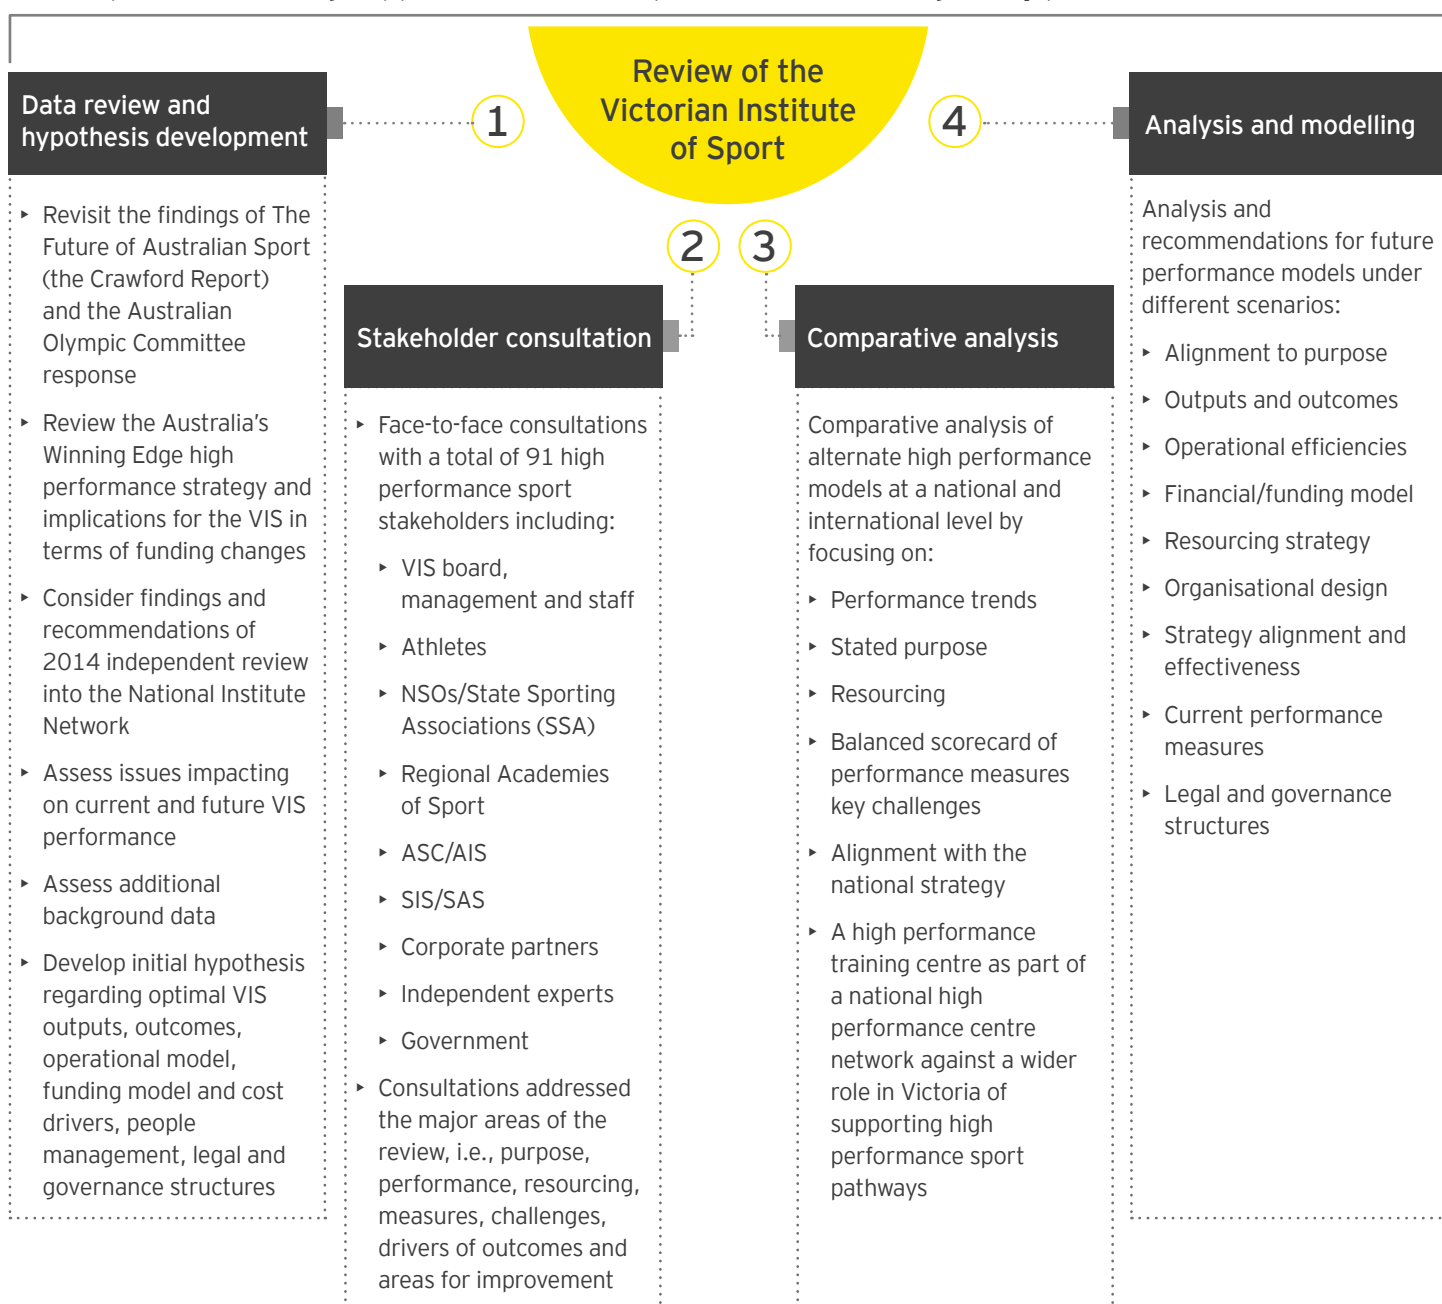 Review of the
Victorian Institute
of Sport
1
Data review and
hypothesis development
‣ Revisit the findings of The
Future of Australian Sport
(the Crawford Report)
and the Australian
Olympic Committee
response
‣ Review the Australia's
Winning Edge high
performance strategy and
implications for the VIS in
terms of funding changes
‣ Consider findings and
recommendations of
2014 independent review
into the National Institute
Network
‣ Assess issues impacting
on current and future VIS
performance
‣ Assess additional
background data
‣ Develop initial hypothesis
regarding optimal VIS
outputs, outcomes,
operational model,
funding model and cost
drivers, people
management, legal and
governance structures
2
Stakeholder consultation
‣ Face-to-face consultations
with a total of 91 high
performance sport
stakeholders including:
‣ VIS board,
management and staff
‣ Athletes
‣ NSOs/State Sporting
Associations (SSA)
‣ Regional Academies
of Sport
‣ ASC/AIS
‣ SIS/SAS
‣ Corporate partners
‣ Independent experts
‣ Government
‣ Consultations addressed
the major areas of the
review, i.e., purpose,
performance, resourcing,
measures, challenges,
drivers of outcomes and
areas for improvement
3
Comparative analysis
Comparative analysis of
alternate high performance
models at a national and
international level by
focusing on:
‣ Performance trends
‣ Stated purpose
‣ Resourcing
‣ Balanced scorecard of
performance measures
key challenges
‣ Alignment with the
national strategy
‣ A high performance
training centre as part of
a national high
performance centre
network against a wider
role in Victoria of
supporting high
performance sport
pathways
4
Analysis and modelling
Analysis and
recommendations for future
performance models under
different scenarios:
‣ Alignment to purpose
‣ Outputs and outcomes
‣ Operational efficiencies
‣ Financial/funding model
‣ Resourcing strategy
‣ Organisational design
‣ Strategy alignment and
effectiveness
‣ Current performance
measures
‣ Legal and governance
structures